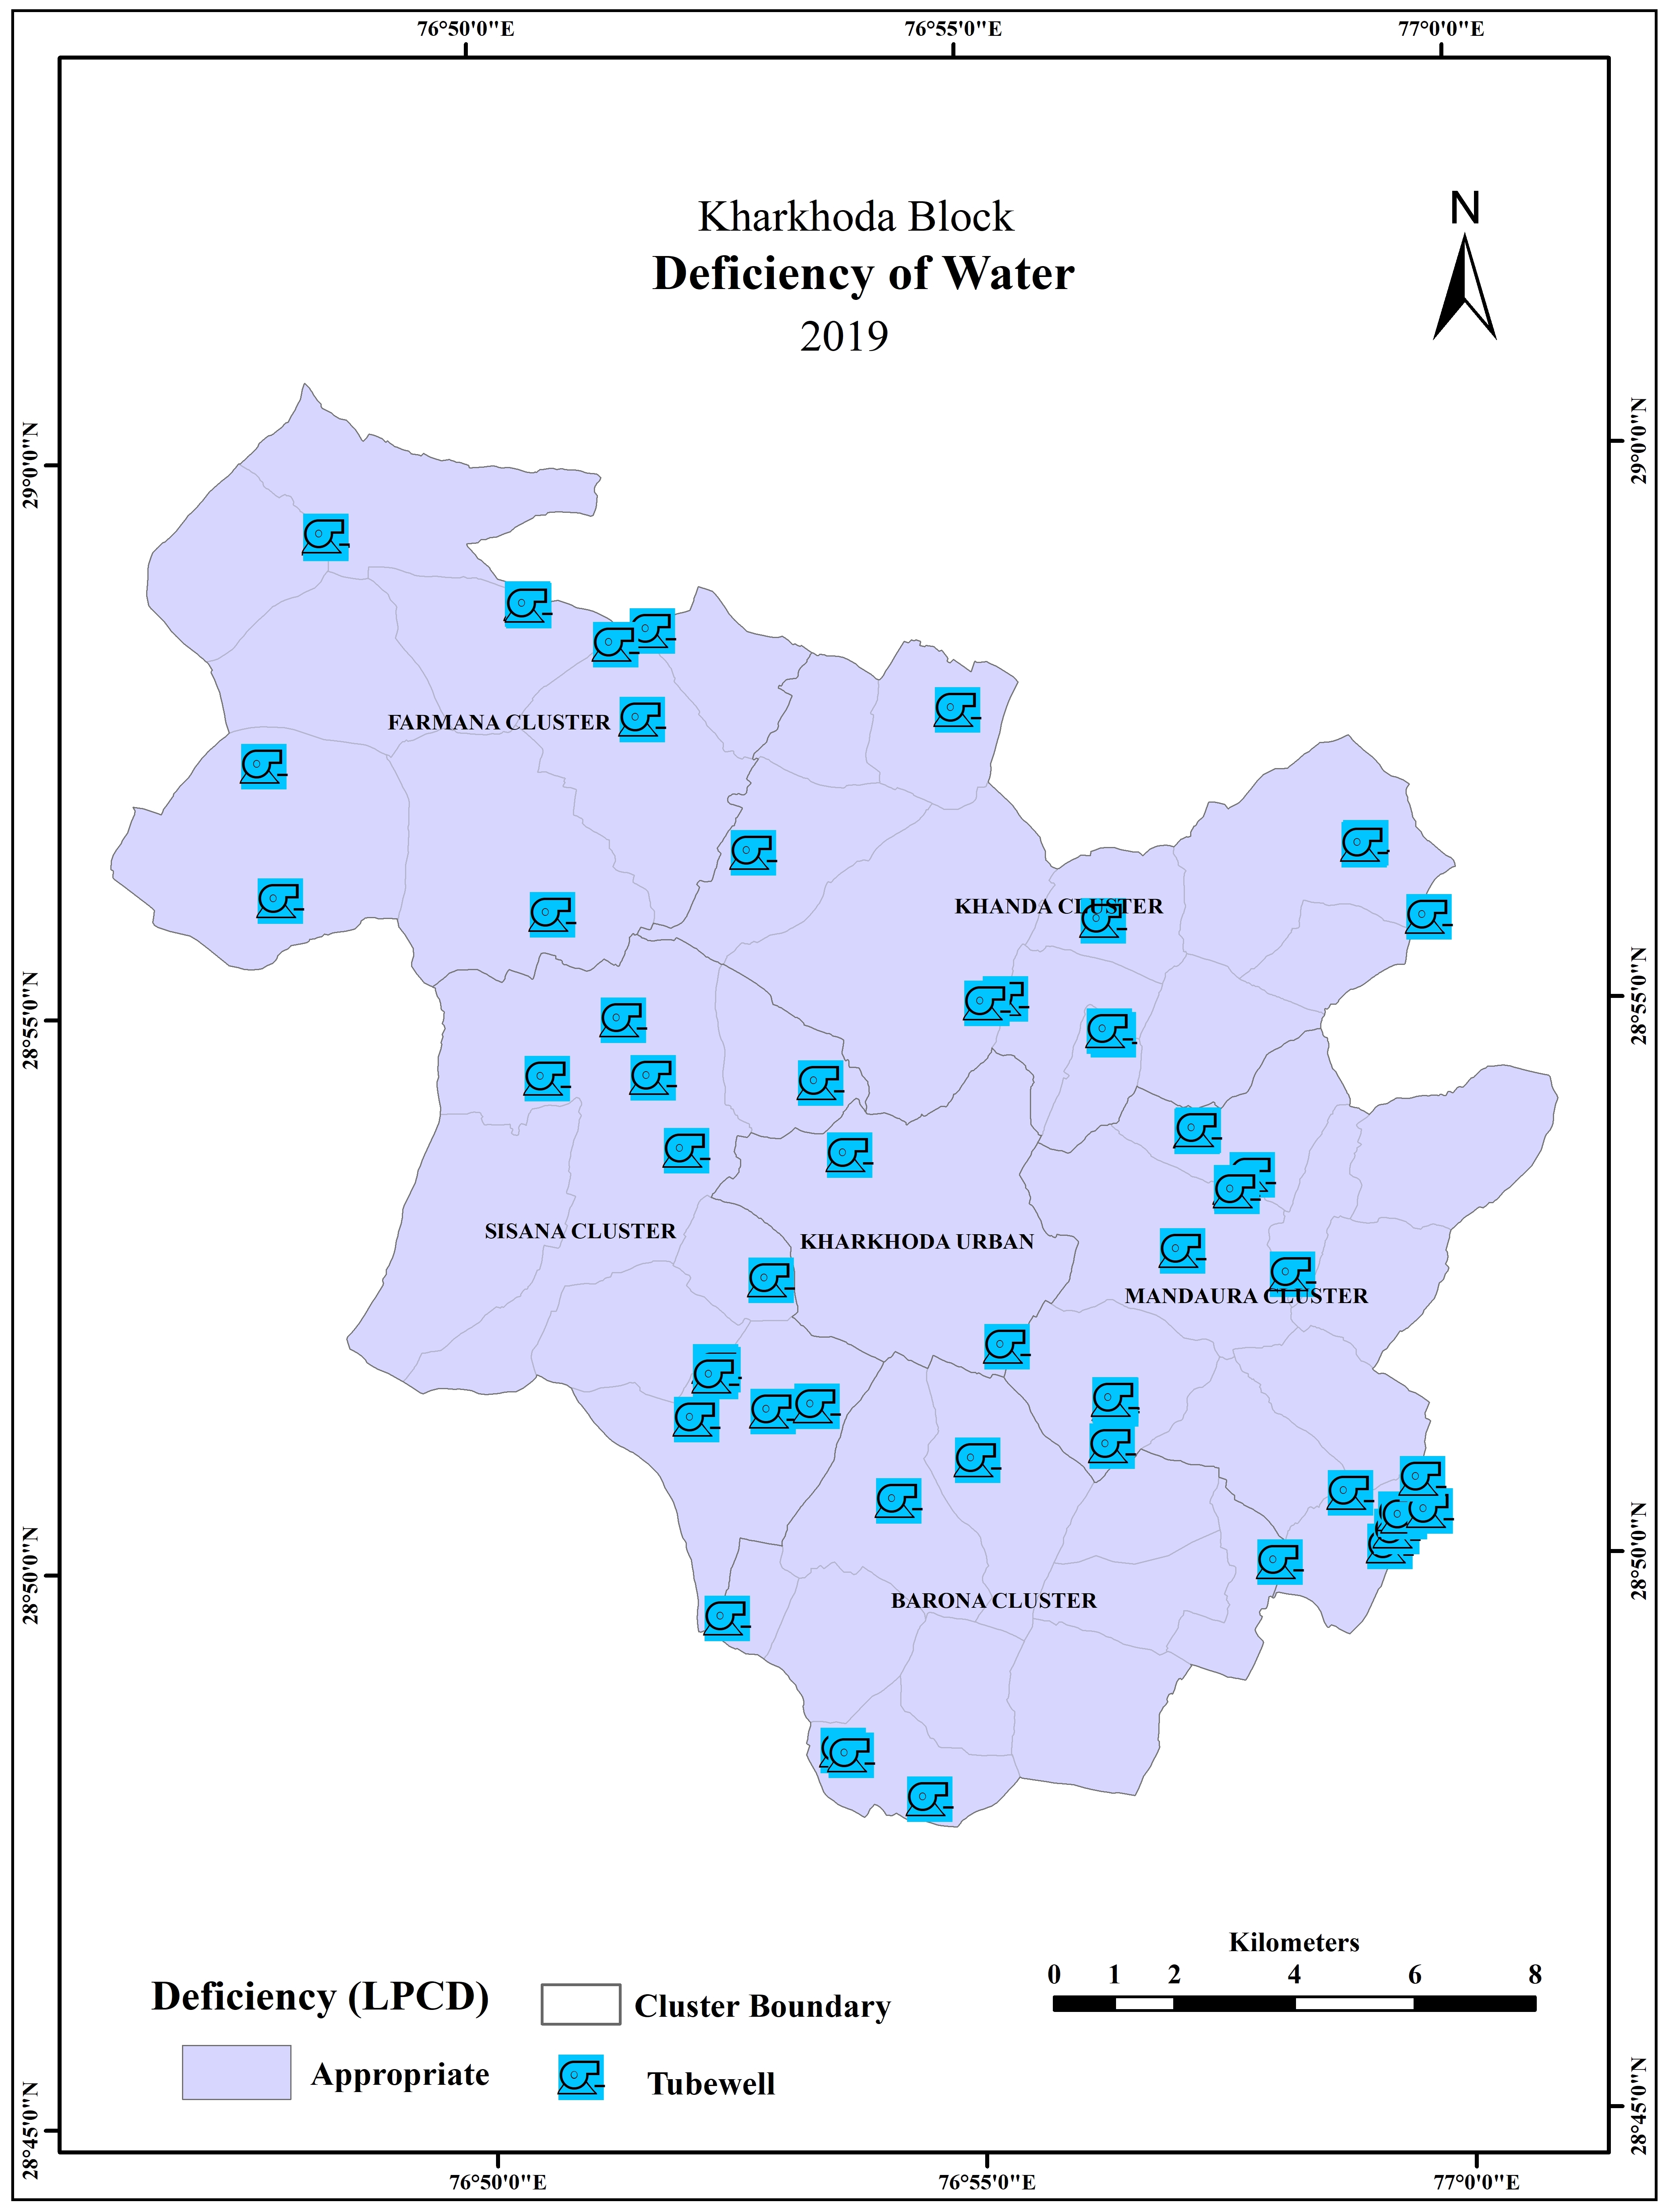 76°50'0"E 76°55'0"E 77°0'0"E
Kharkhoda Block
Deficiency of Water
2019
N
29°0'0"N
29°0'0"N
FARMANA CLUSTER
KHANDA CLUSTER
28°55'0"N
28°55'0"N
SISANA CLUSTER
KHARKHODA URBAN
MANDAURA CLUSTER
28°50'0"N
28°50'0"N
BARONA CLUSTER
Kilometers
0 1 2 4 6 8
Deficiency (LPCD)
Cluster Boundary
Appropriate
Tubewell
28°45'0"N
28°45'0"N
76°50'0"E 76°55'0"E 77°0'0"E